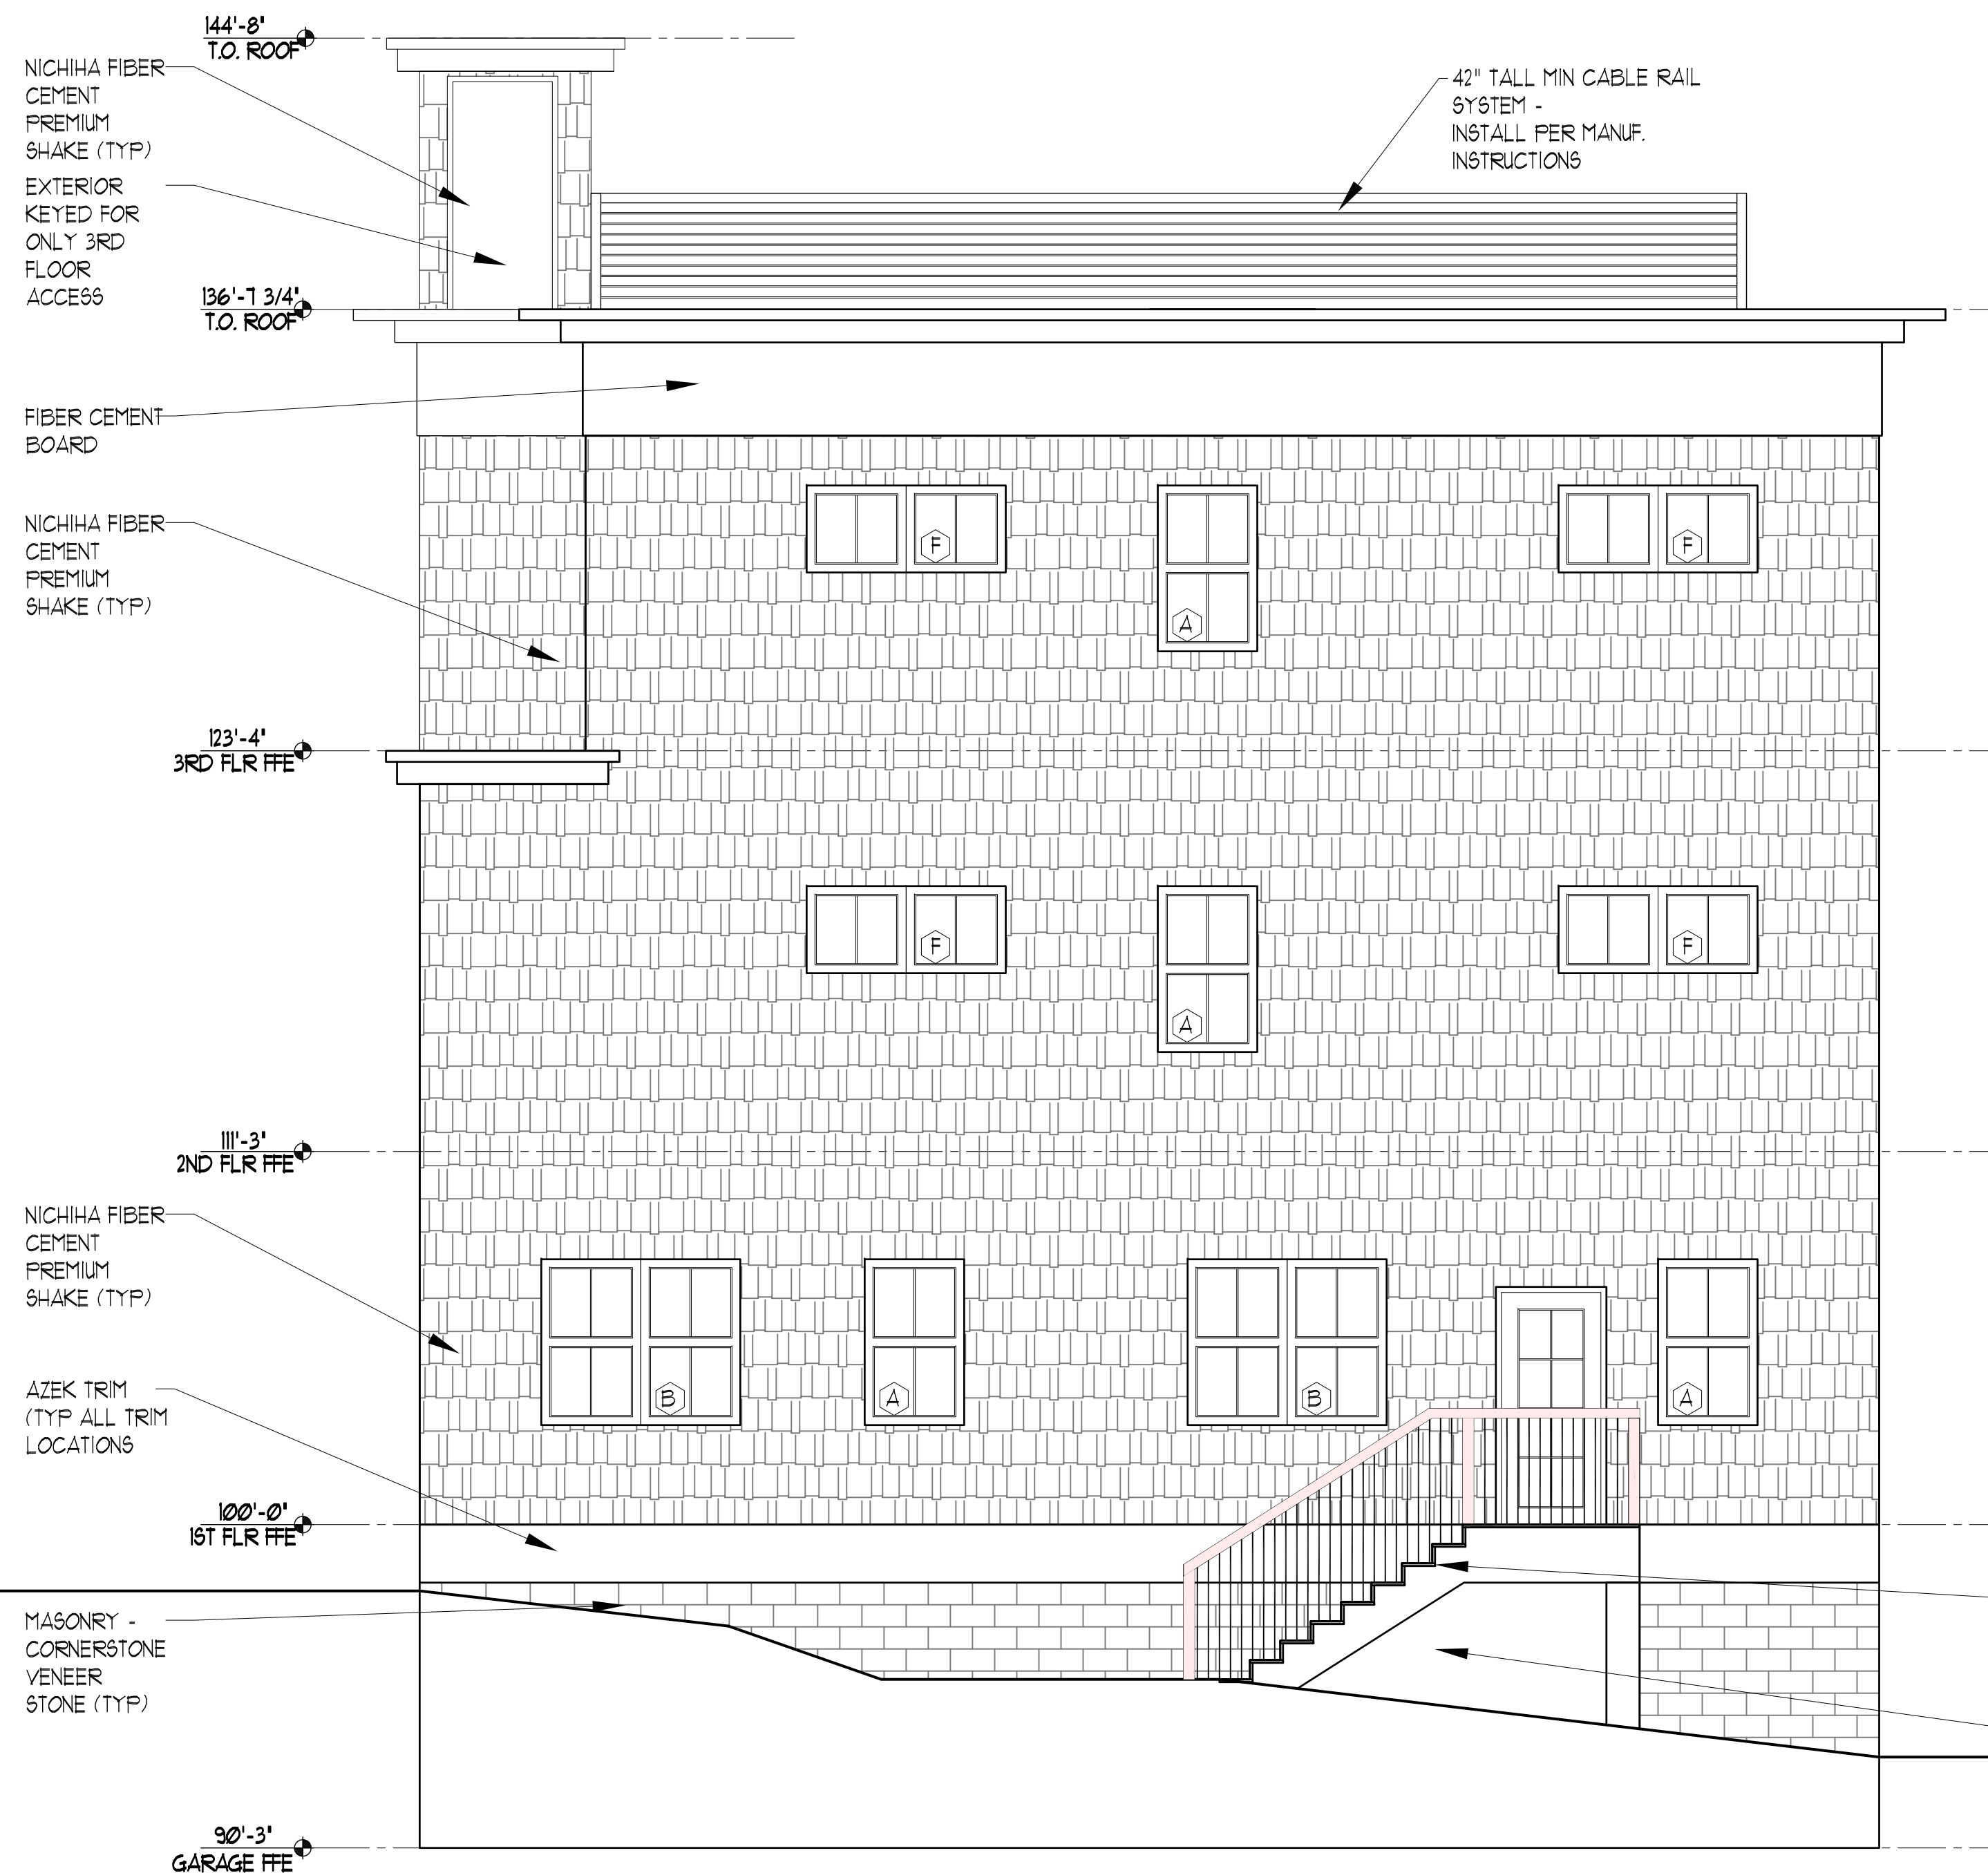 144'-8"
T.O. ROOF
NICHIHA FIBER
CEMENT
PREMIUM
SHAKE (TYP)
42" TALL MIN CABLE RAIL
SYSTEM -
INSTALL PER MANUF.
INSTRUCTIONS
EXTERIOR
KEYED FOR
ONLY 3RD
FLOOR
ACCESS
136'-7 3/4"
T.O. ROOF
FIBER CEMENT
BOARD
NICHIHA FIBER
CEMENT
PREMIUM
SHAKE (TYP)
F
F
A
123'-4"
3RD FLR FFE
F
F
A
111'-3"
2ND FLR FFE
NICHIHA FIBER
CEMENT
PREMIUM
SHAKE (TYP)
B
A
B
A
AZEK TRIM
(TYP ALL TRIM
LOCATIONS
100'-0"
1ST FLR FFE
MASONRY -
CORNERSTONE
VENEER
STONE (TYP)
90'-3"
GARAGE FFE